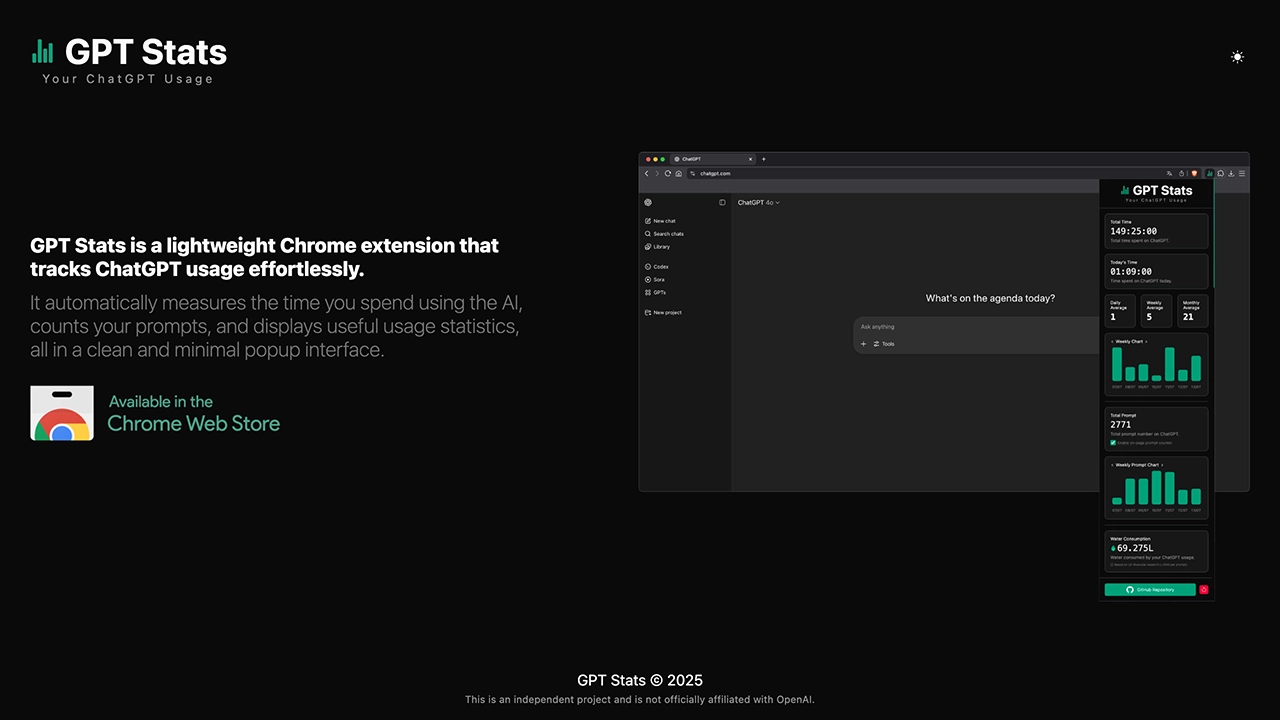 GPT Stats
Your ChatGPT Usage
GPT Stats is a lightweight Chrome extension that
tracks ChatGPT usage effortlessly.
It automatically measures the time you spend using the AI,
counts your prompts, and displays useful usage statistics,
all in a clean and minimal popup interface.
Available in the
Chrome Web Store
ChatGPT
chatgpt.com
ChatGPT 4o
New chat
Search chats
Library
Codex
Sora
GPTs
New project
What's on the agenda today?
Ask anything
Tools
GPT Stats
Your ChatGPT Usage
Total Time
149:25:00
Total time spent on ChatGPT.
Today's Time
01:09:00
Time spent on ChatGPT today.
Daily Average
1
Weekly Average
5
Monthly Average
21
Weekly Chart
Total Prompt
2771
Total prompt number on ChatGPT.
Enable on-page prompt counter.
Weekly Prompt Chart
Water Consumption
69.275L
Water consumed by your ChatGPT usage.
GitHub Repository
GPT Stats © 2025
This is an independent project and is not officially affiliated with OpenAI.